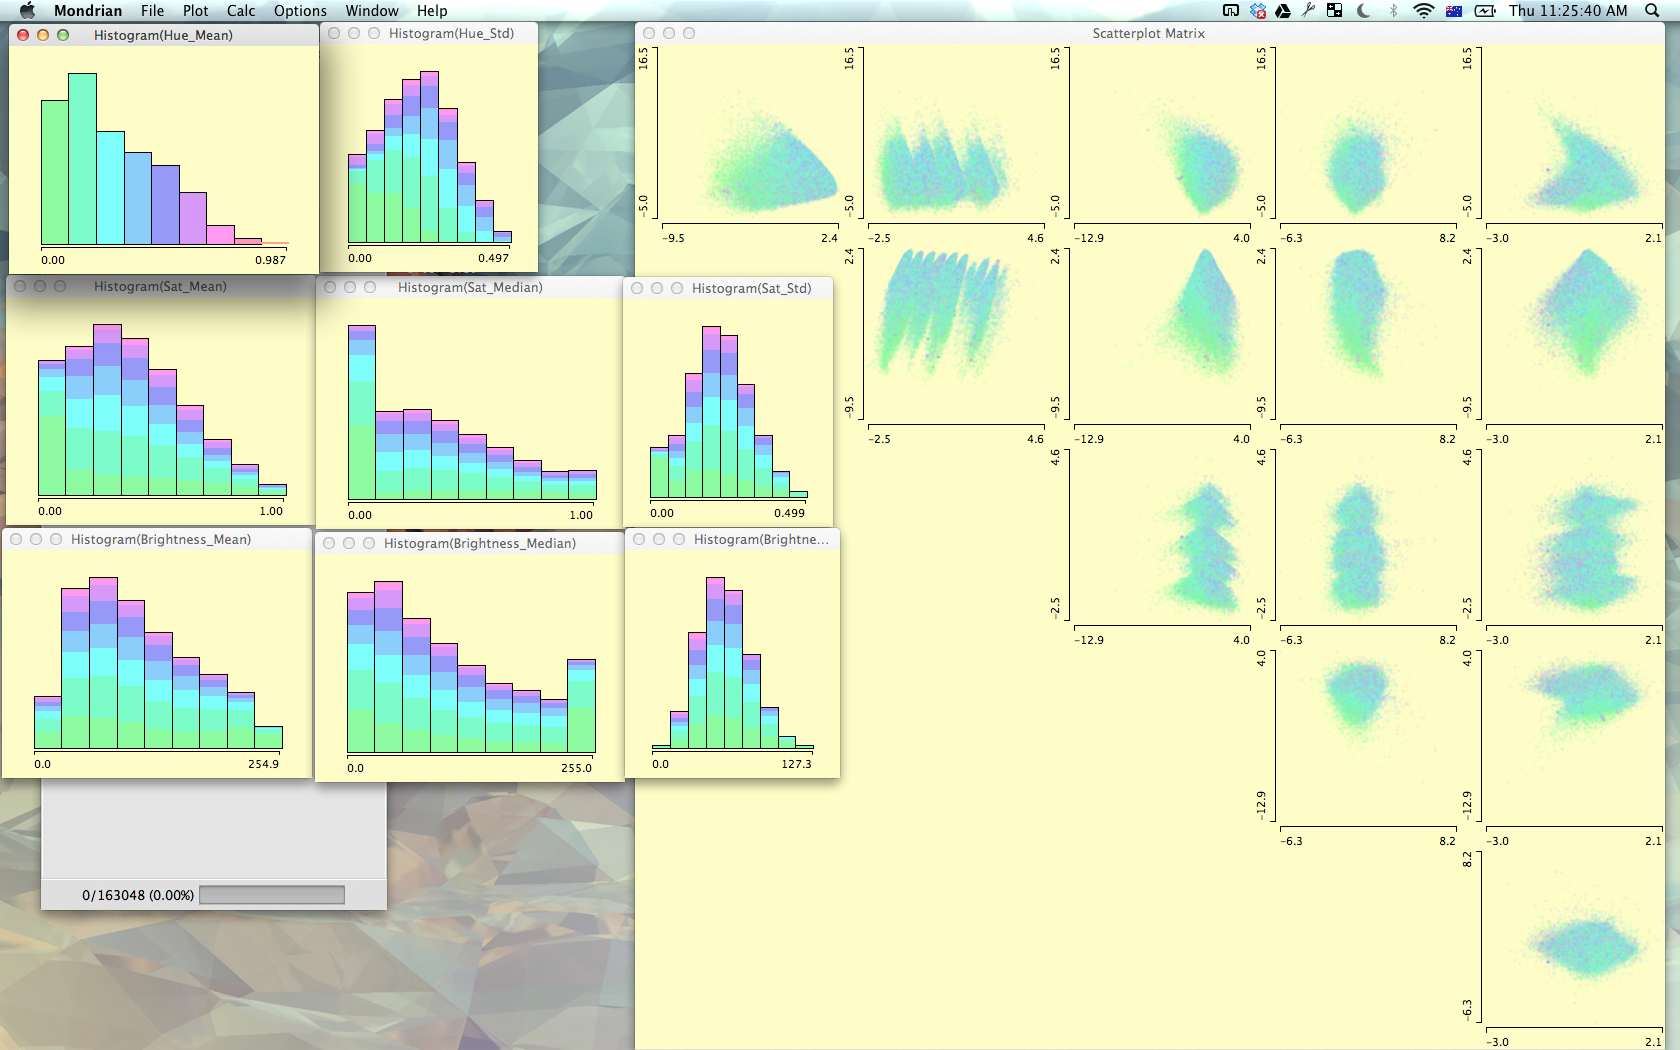 Mondrian File Plot Calc Options Window Help Thu 11:25:40 AM
Histogram(Hue_Mean)
0.00 0.987
Histogram(Hue_Std)
0.00 0.497
Histogram(Sat_Mean)
0.00 1.00
Histogram(Sat_Median)
0.00 1.00
Histogram(Sat_Std)
0.00 0.499
Histogram(Brightness_Mean)
0.0 254.9
Histogram(Brightness_Median)
0.0 255.0
Histogram(Brightne...
0.0 127.3
0/163048 (0.00%)
Scatterplot Matrix
16.5 16.5 16.5 16.5 16.5
-5.0 -5.0 -5.0 -5.0 -5.0
-9.5 2.4 -2.5 4.6 -12.9 4.0 -6.3 8.2 -3.0 2.1
2.4 2.4 2.4 2.4
-9.5 -9.5 -9.5 -9.5
-2.5 4.6 -12.9 4.0 -6.3 8.2 -3.0 2.1
4.6 4.6 4.6
-2.5 -2.5 -2.5
-12.9 4.0 -6.3 8.2 -3.0 2.1
4.0 4.0
-12.9 -12.9
-6.3 8.2 -3.0 2.1
8.2
-6.3
-3.0 2.1